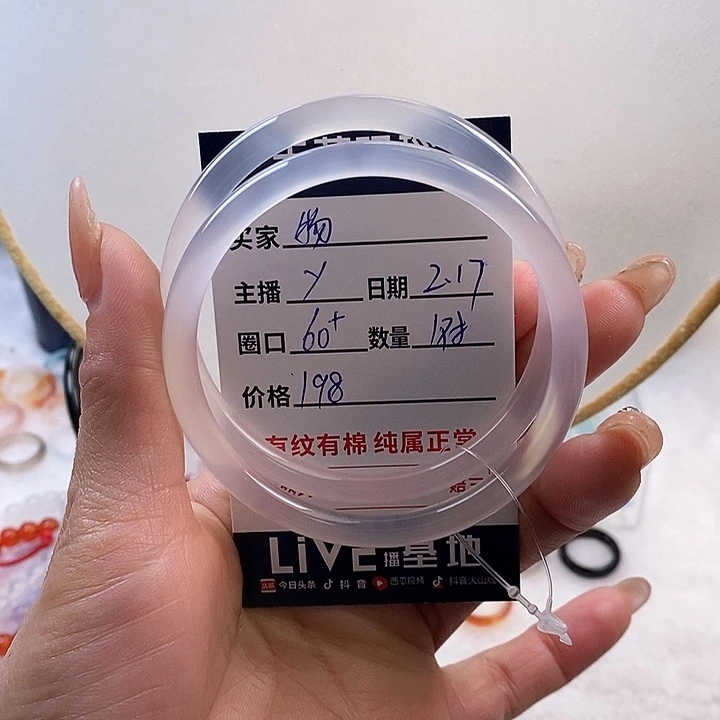 买家
主播 y 日期 2.17
圈口 60+ 数量 1对
价格 198
有纹有棉 纯属正常
LiVE 播 基地
今日头条 抖音 西瓜视频 抖音火山版